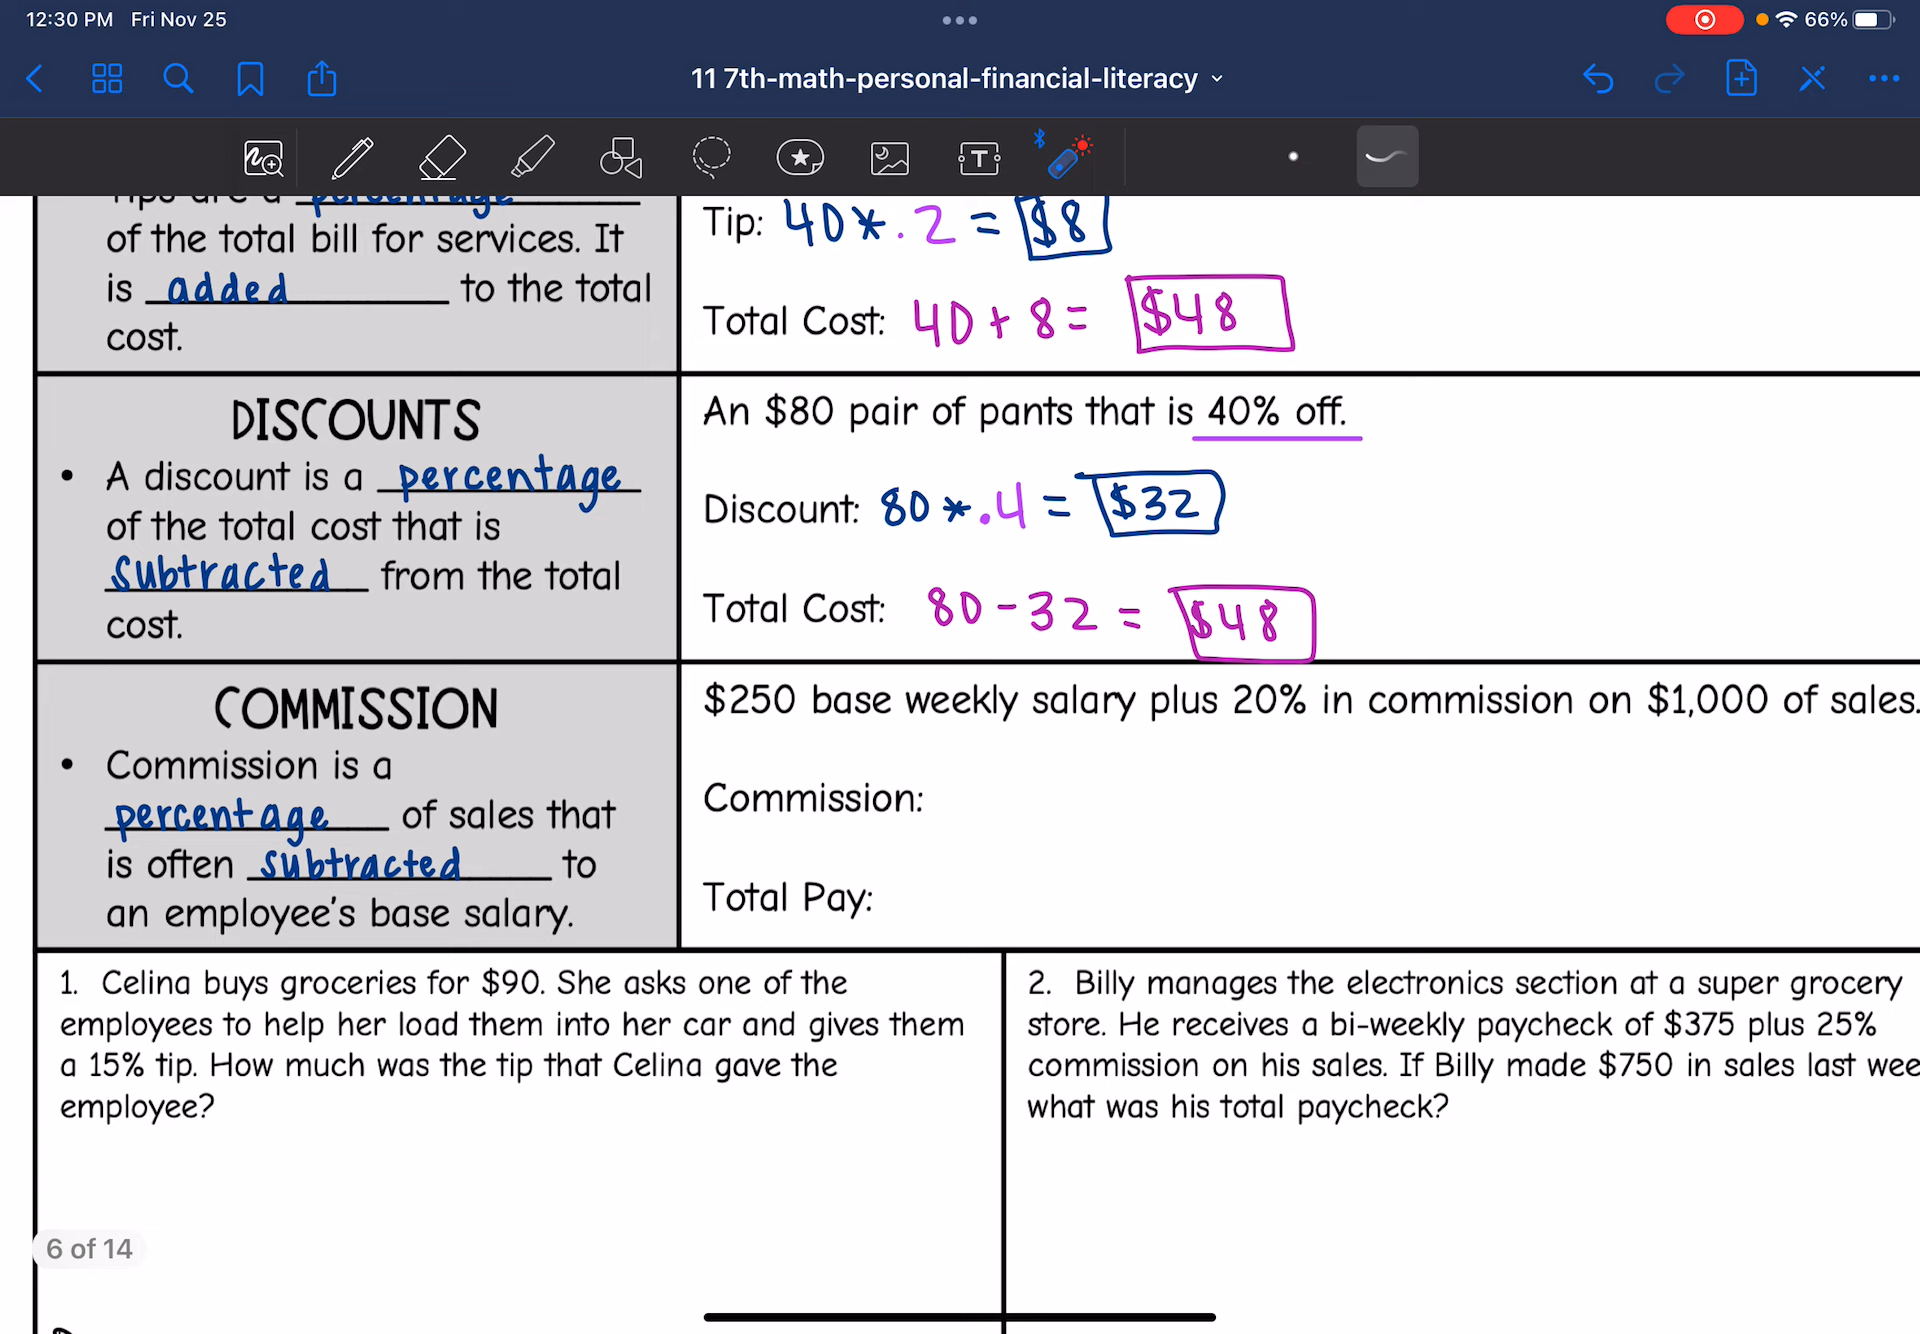 12:30 PM Fri Nov 25
66%
11 7th-math-personal-financial-literacy
T
Tips are a percentage
of the total bill for services. It
is added to the total
cost.
Tip: 40 * .2 = $8
Total Cost: 40 + 8 = $48
DISCOUNTS
• A discount is a percentage
of the total cost that is
subtracted from the total
cost.
An $80 pair of pants that is 40% off.
Discount: 80 * .4 = $32
Total Cost: 80 - 32 = $48
COMMISSION
• Commission is a
percentage of sales that
is often subtracted to
an employee's base salary.
$250 base weekly salary plus 20% in commission on $1,000 of sales.
Commission:
Total Pay:
1. Celina buys groceries for $90. She asks one of the
employees to help her load them into her car and gives them
a 15% tip. How much was the tip that Celina gave the
employee?
2. Billy manages the electronics section at a super grocery
store. He receives a bi-weekly paycheck of $375 plus 25%
commission on his sales. If Billy made $750 in sales last wee
what was his total paycheck?
6 of 14